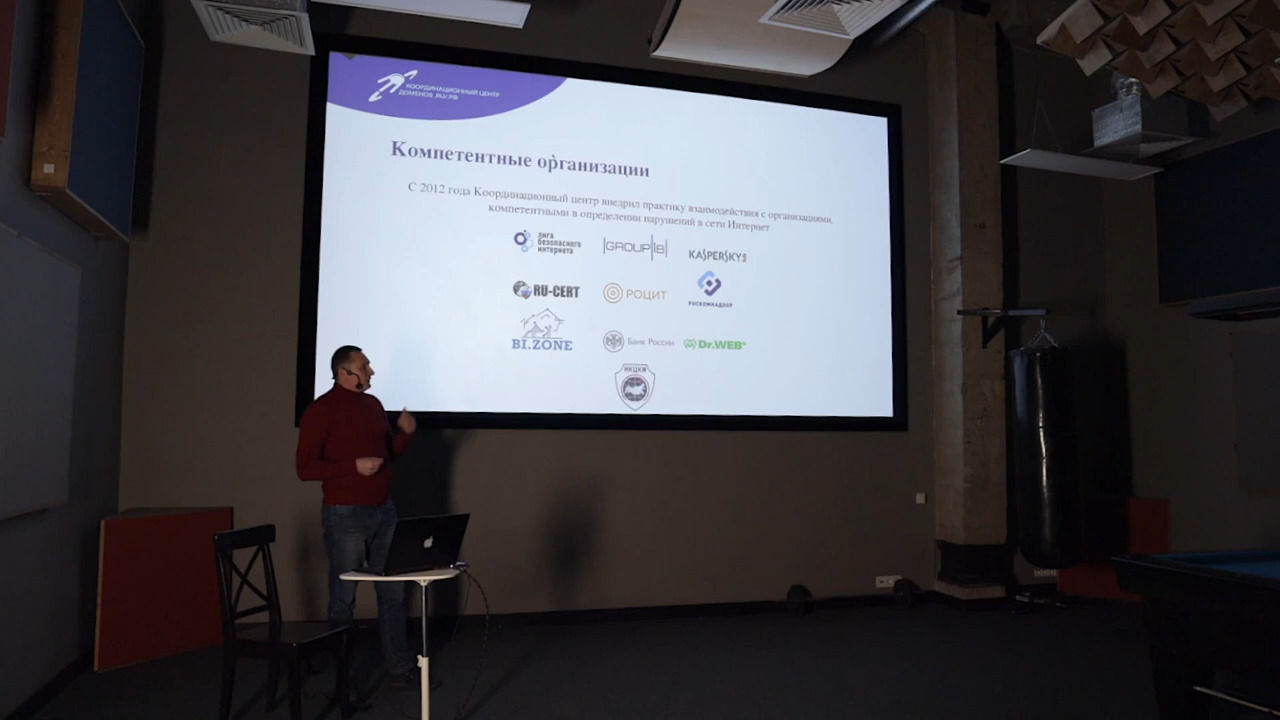 КООРДИНАЦИОННЫЙ ЦЕНТР
ДОМЕНОВ .RU/.РФ
Компетентные организации
С 2012 года Координационный центр внедрил практику взаимодействия с организациями,
компетентными в определении нарушений в сети Интернет
лига
безопасного
интернета
GROUP|IB
KASPERSKY
RU-CERT
РОЦИТ
РОСКОМНАДЗОР
BI.ZONE
Банк России
Dr.WEB
НКЦКИ